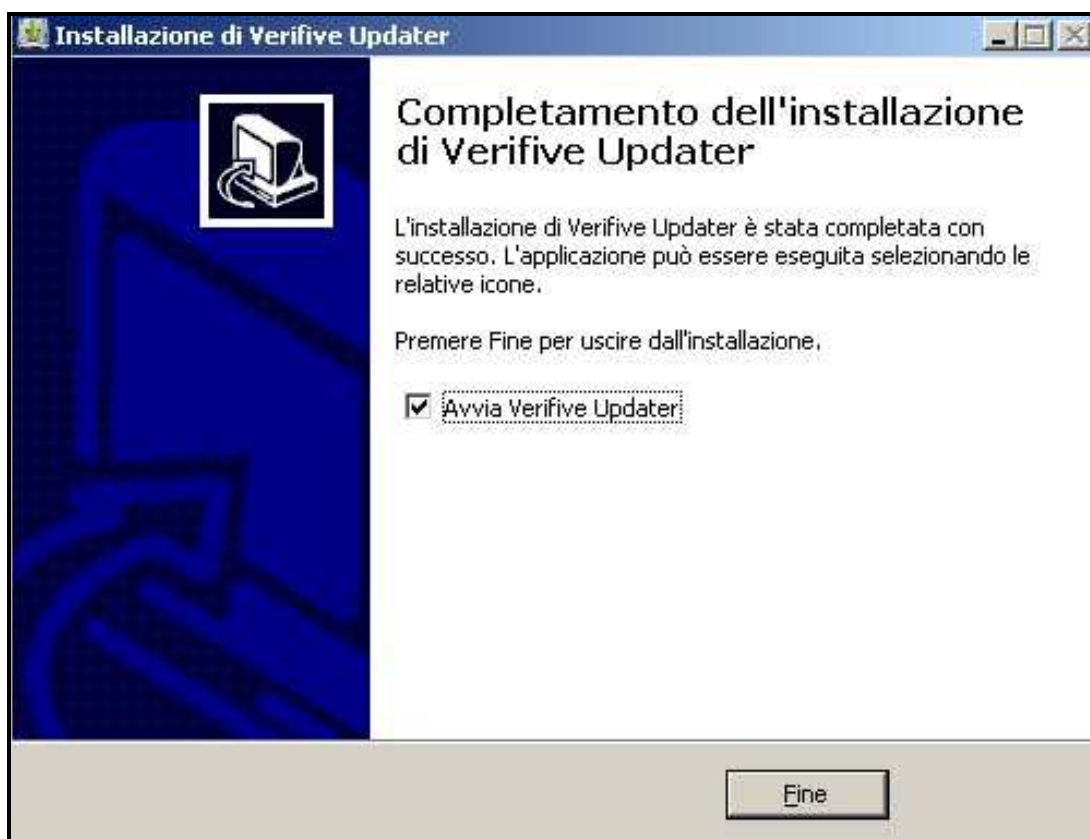 Installazione di Verifive Updater
Completamento dell'installazione
di Verifive Updater
L'installazione di Verifive Updater è stata completata con
successo. L'applicazione può essere eseguita selezionando le
relative icone.
Premere Fine per uscire dall'installazione.
Avvia Verifive Updater
Fine